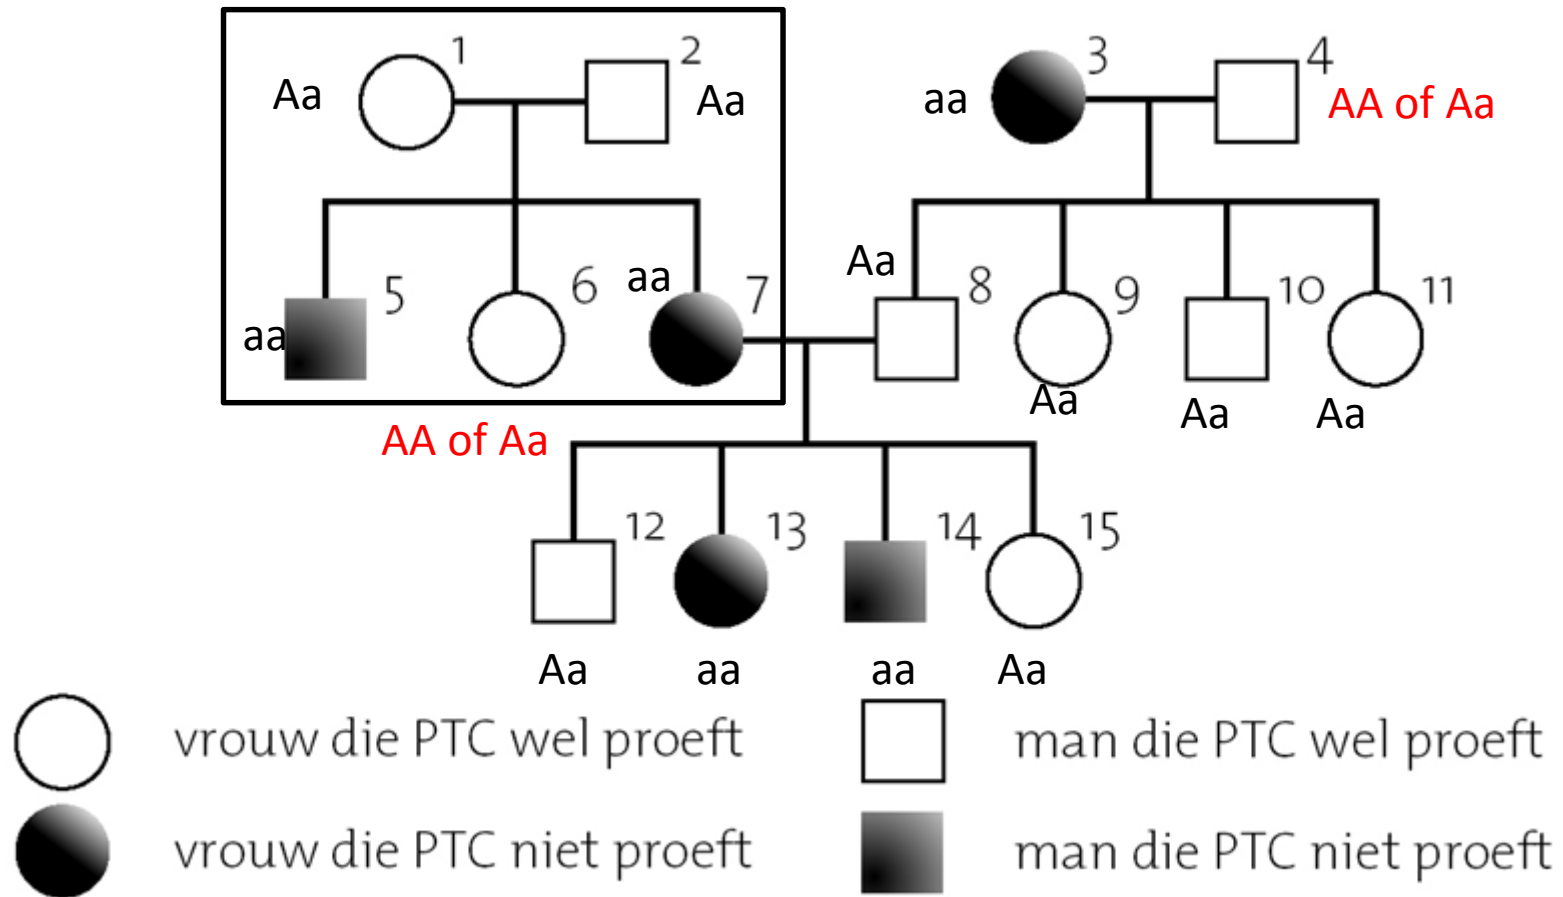 1 2 3 4
Aa Aa aa AA of Aa
Aa
aa
5 6 7 8 9 10 11
aa
Aa Aa Aa
AA of Aa
12 13 14 15
Aa aa aa Aa
vrouw die PTC wel proeft man die PTC wel proeft
vrouw die PTC niet proeft man die PTC niet proeft